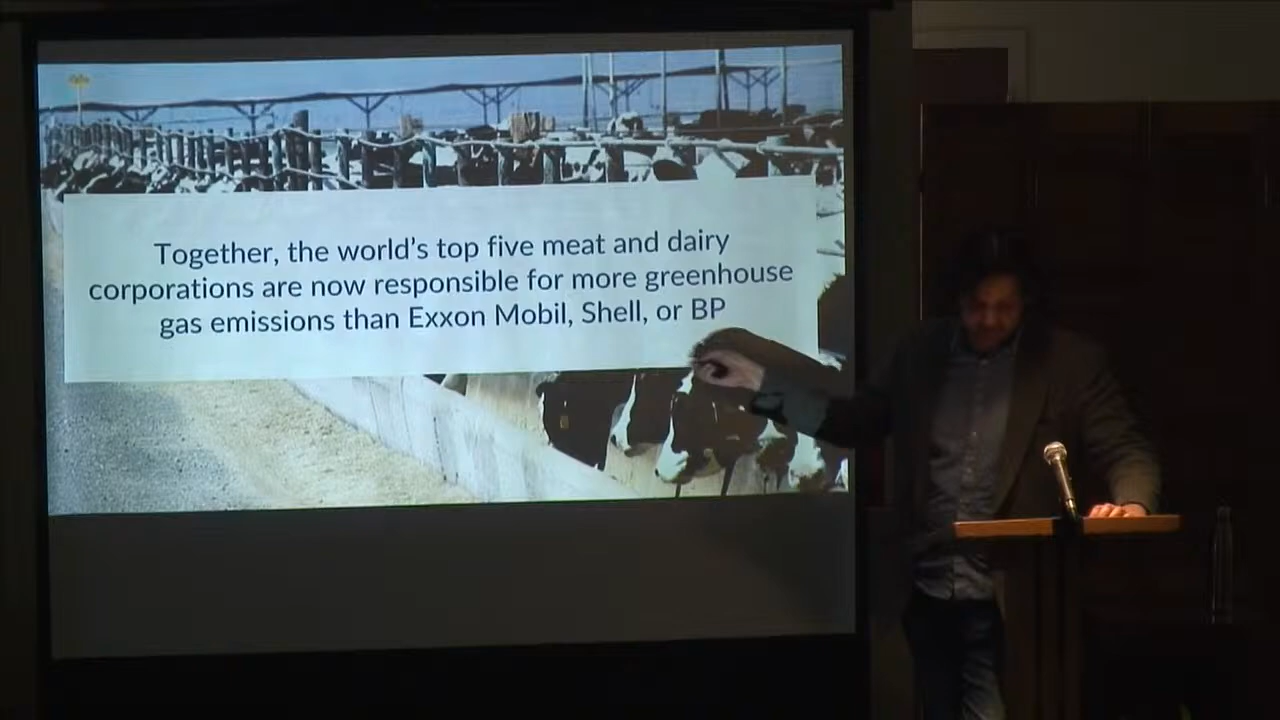 Together, the world's top five meat and dairy
corporations are now responsible for more greenhouse
gas emissions than Exxon Mobil, Shell, or BP